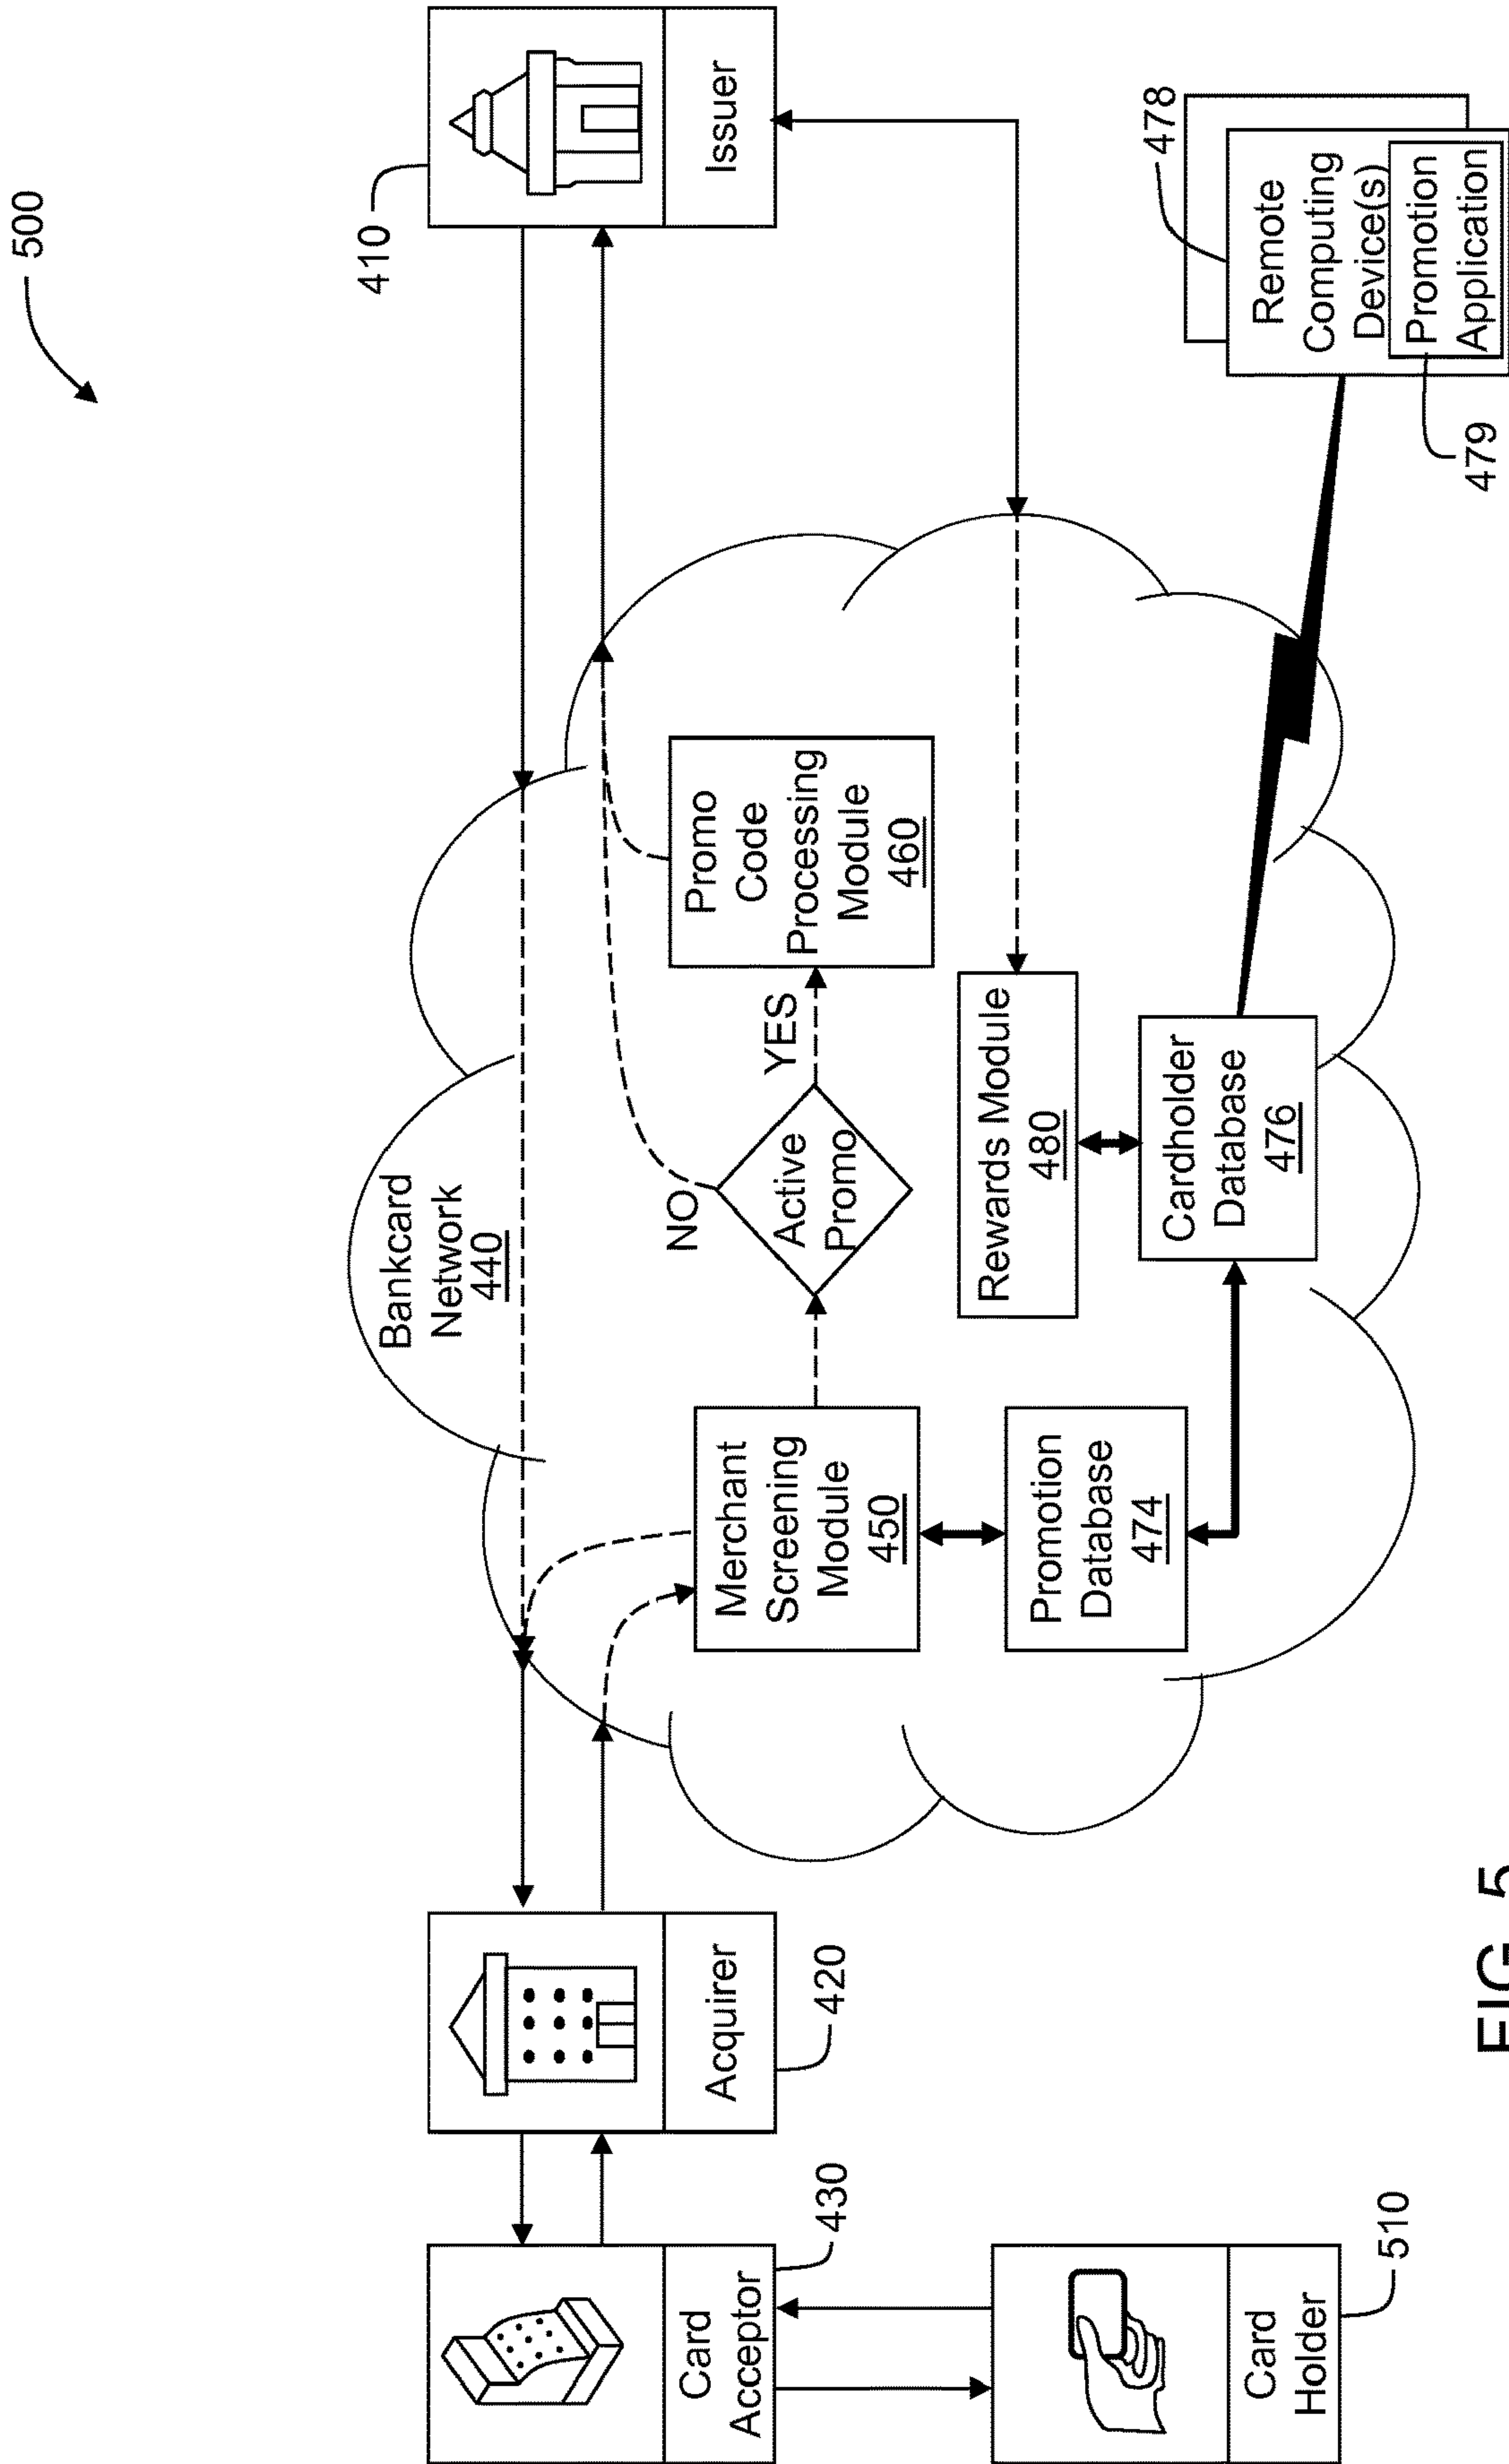 500
410
Issuer
Bankcard
Network
440
Acquirer
420
Card
Acceptor
430
Card
Holder
510
Merchant
Screening
Module
450
Active
Promo
NO
YES
Promo
Code
Processing
Module
460
Promotion
Database
474
Rewards Module
480
Cardholder
Database
476
478
Remote
Computing
Device(s)
Promotion
Application
479
FIG. 5